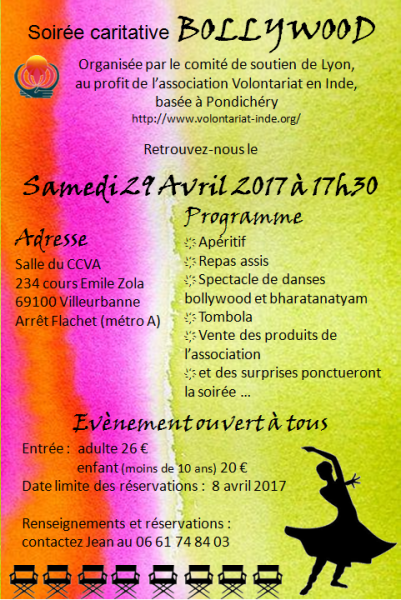 Soirée caritative BOLLYWOOD
Organisée par le comité de soutien de Lyon,
au profit de l'association Volontariat en Inde,
basée à Pondichéry
http://www.volontariat-inde.org/
Retrouvez-nous le
Samedi 29 Avril 2017 à 17h30
Adresse
Salle du CCVA
234 cours Emile Zola
69100 Villeurbanne
Arrêt Flachet (métro A)
Programme
Apéritif
Repas assis
Spectacle de danses
bollywood et bharatanatyam
Tombola
Vente des produits de
l'association
et des surprises ponctueront
la soirée ...
Evènement ouvert à tous
Entrée : adulte 26 €
enfant (moins de 10 ans) 20 €
Date limite des réservations : 8 avril 2017
Renseignements et réservations :
contactez Jean au 06 61 74 84 03